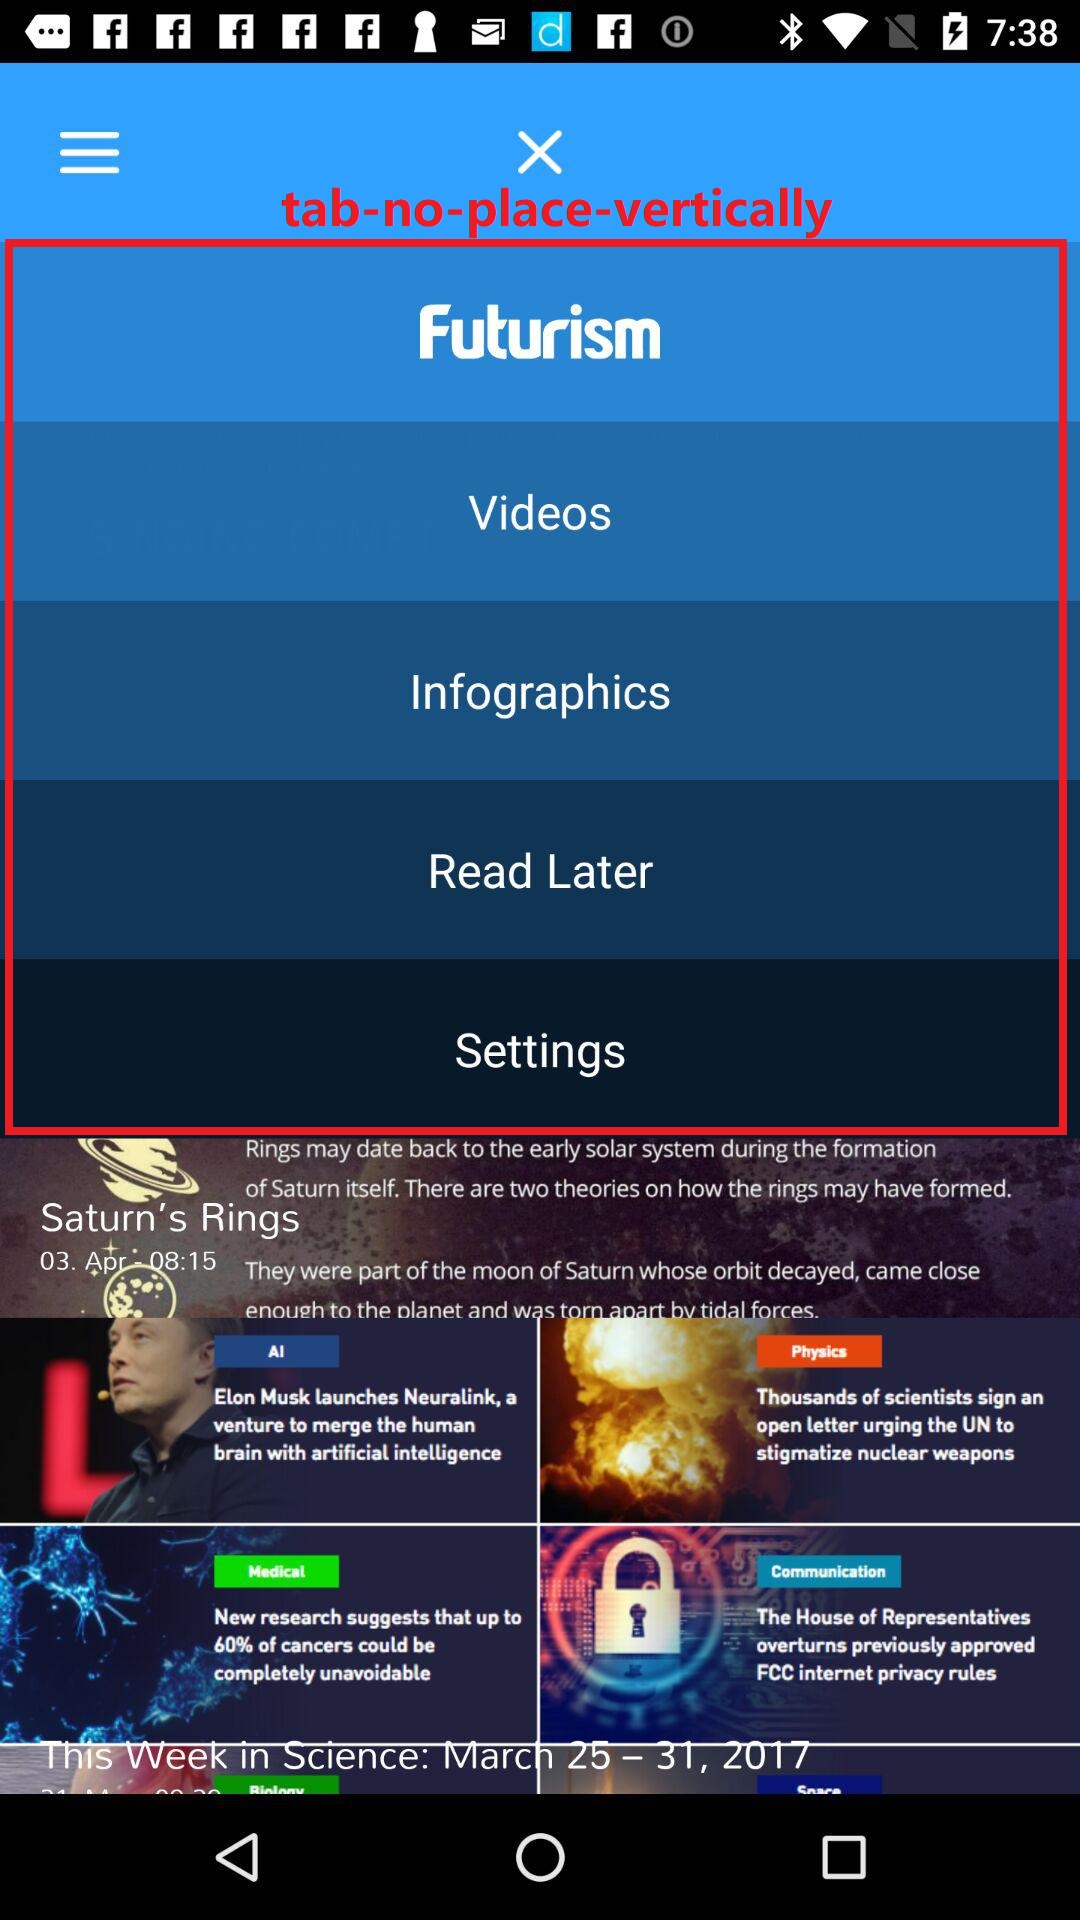 7:38
tab-no-place-vertically
Futurism
Videos
Infographics
Read Later
Settings
Rings may date back to the early solar system during the formation
of Saturn itself. There are two theories on how the rings may have formed.
Saturn's Rings
03. Apr - 08:15
They were part of the moon of Saturn whose orbit decayed, came close
enough to the planet and was torn apart by tidal forces.
AI
Elon Musk launches Neuralink, a
venture to merge the human
brain with artificial intelligence
Physics
Thousands of scientists sign an
open letter urging the UN to
stigmatize nuclear weapons
Medical
New research suggests that up to
60% of cancers could be
completely unavoidable
Communication
The House of Representatives
overturns previously approved
FCC internet privacy rules
This Week in Science: March 25 – 31, 2017
Biology
Space